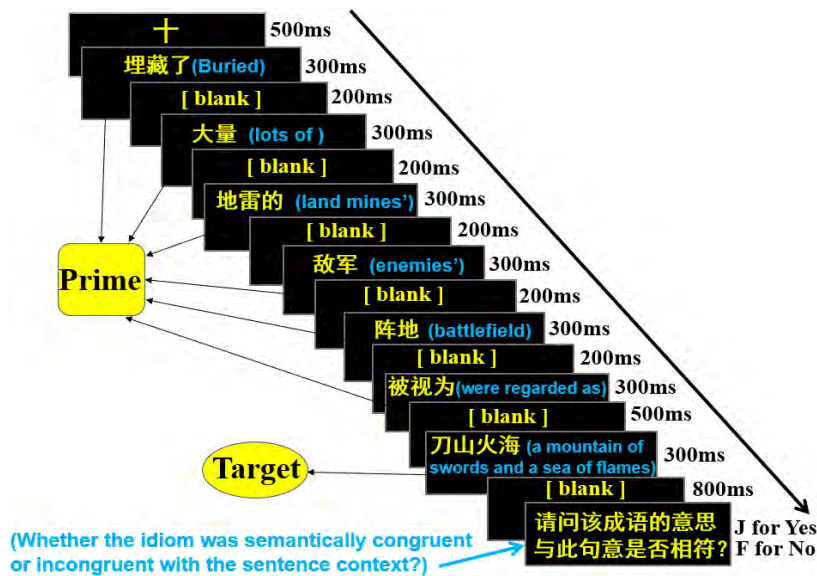 十 500ms
埋藏了(Buried) 300ms
[ blank ] 200ms
大量 (lots of ) 300ms
[ blank ] 200ms
地雷的 (land mines') 300ms
[ blank ] 200ms
敌军 (enemies') 300ms
[ blank ] 200ms
阵地 (battlefield) 300ms
[ blank ] 200ms
被视为(were regarded as) 300ms
[ blank ] 500ms
刀山火海 (a mountain of
swords and a sea of flames) 300ms
[ blank ] 800ms
请问该成语的意思
与此句意是否相符?
J for Yes
F for No
Prime
Target
(Whether the idiom was semantically congruent
or incongruent with the sentence context?)